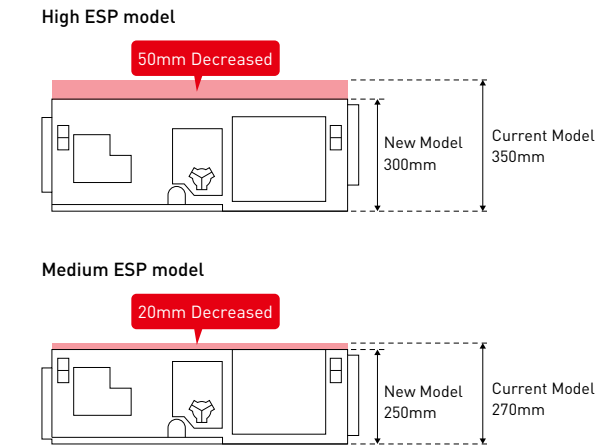 High ESP model
50mm Decreased
New Model
300mm
Current Model
350mm
Medium ESP model
20mm Decreased
New Model
250mm
Current Model
270mm